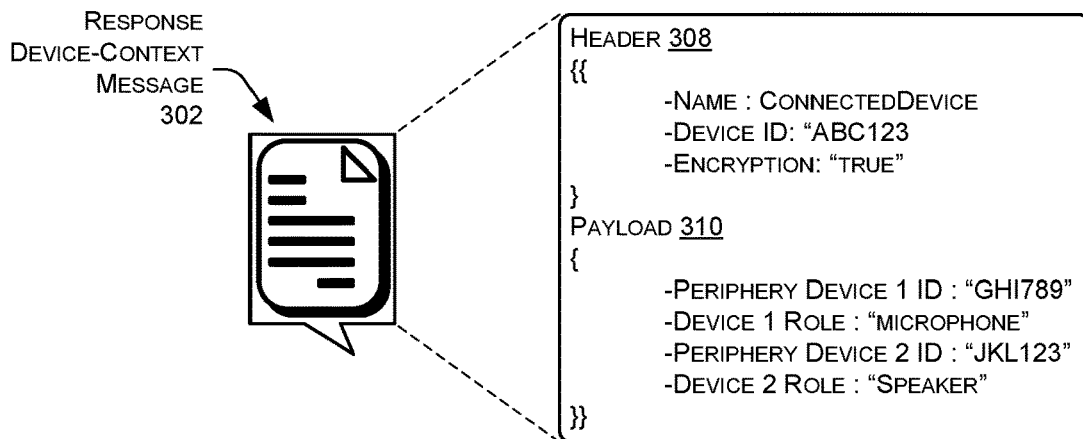 RESPONSE
DEVICE-CONTEXT
MESSAGE
302
HEADER 308
{{
-NAME : CONNECTEDDEVICE
-DEVICE ID: “ABC123
-ENCRYPTION: “TRUE”
}
PAYLOAD 310
{
-PERIPHERY DEVICE 1 ID : “GHI789”
-DEVICE 1 ROLE : “MICROPHONE”
-PERIPHERY DEVICE 2 ID : “JKL123”
-DEVICE 2 ROLE : “SPEAKER”
}}